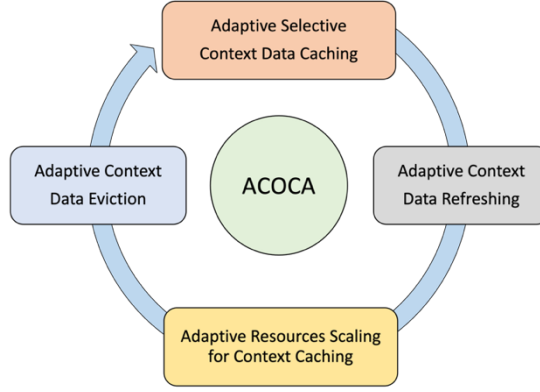 Adaptive Selective
Context Data Caching
Adaptive Context
Data Eviction
ACOCA
Adaptive Context
Data Refreshing
Adaptive Resources Scaling
for Context Caching